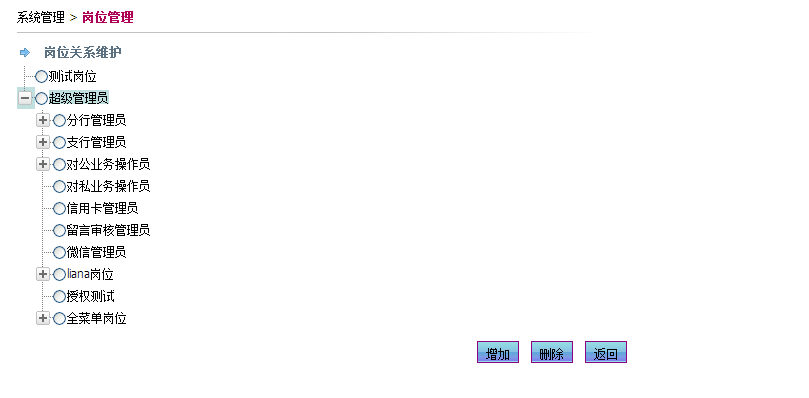 系统管理 > 岗位管理
岗位关系维护
测试岗位
超级管理员
分行管理员
支行管理员
对公业务操作员
对私业务操作员
信用卡管理员
留言审核管理员
微信管理员
liana岗位
授权测试
全菜单岗位
增加 删除 返回